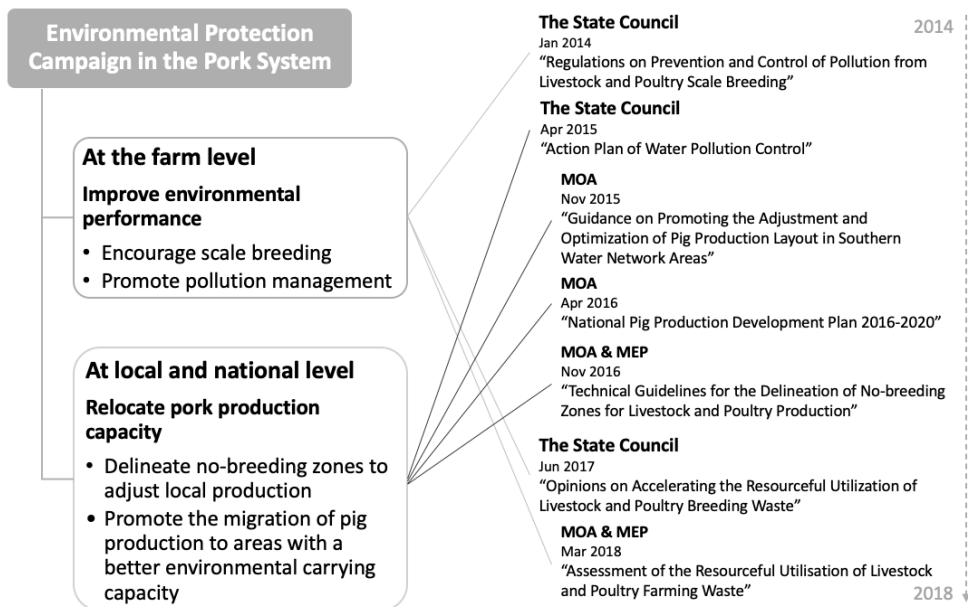 Environmental Protection
Campaign in the Pork System
At the farm level
Improve environmental
performance
• Encourage scale breeding
• Promote pollution management
At local and national level
Relocate pork production
capacity
• Delineate no-breeding zones to
adjust local production
• Promote the migration of pig
production to areas with a
better environmental carrying
capacity
The State Council
Jan 2014
“Regulations on Prevention and Control of Pollution from
Livestock and Poultry Scale Breeding”
The State Council
Apr 2015
“Action Plan of Water Pollution Control”
MOA
Nov 2015
“Guidance on Promoting the Adjustment and
Optimization of Pig Production Layout in Southern
Water Network Areas”
MOA
Apr 2016
“National Pig Production Development Plan 2016-2020”
MOA & MEP
Nov 2016
“Technical Guidelines for the Delineation of No-breeding
Zones for Livestock and Poultry Production”
The State Council
Jun 2017
“Opinions on Accelerating the Resourceful Utilization of
Livestock and Poultry Breeding Waste”
MOA & MEP
Mar 2018
“Assessment of the Resourceful Utilisation of Livestock
and Poultry Farming Waste”
2014
2018